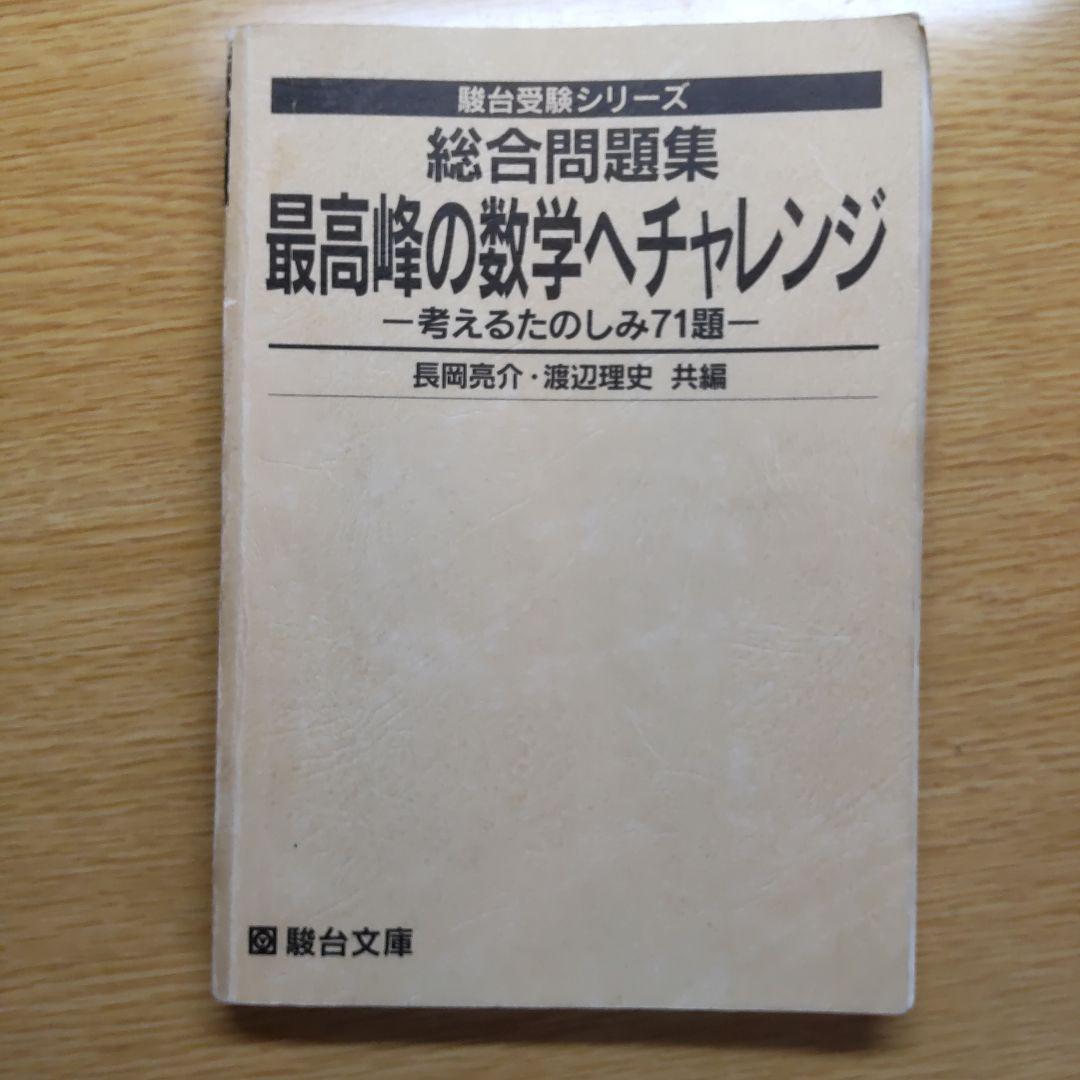 駿台受験シリーズ
総合問題集
最高峰の数学へチャレンジ
―考えるたのしみ71題―
長岡亮介・渡辺理史 共編
駿台文庫